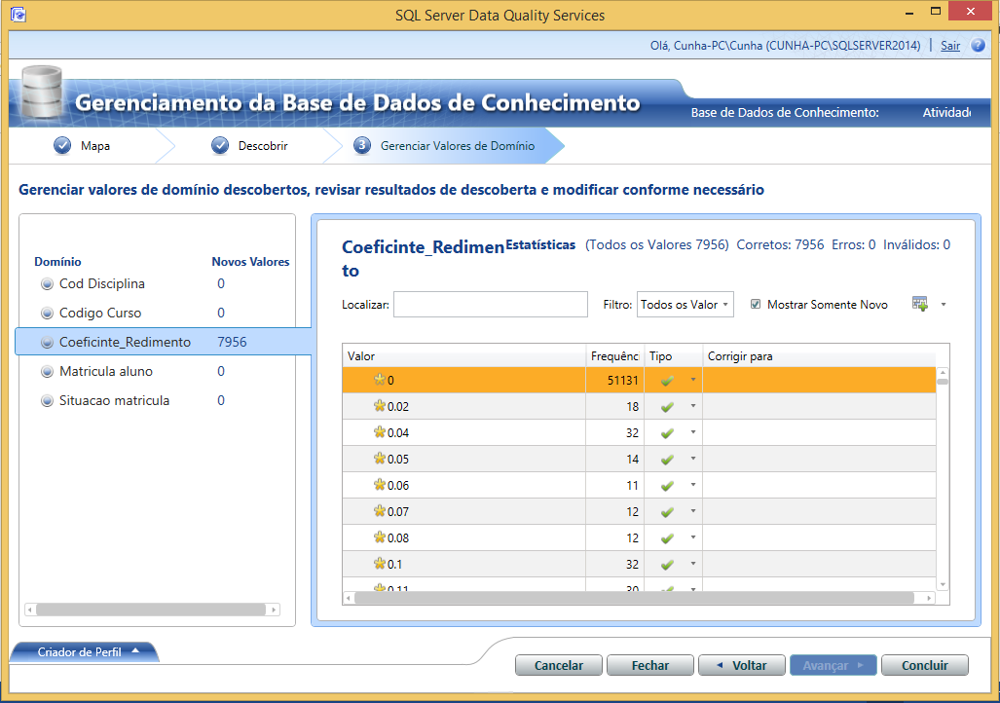 SQL Server Data Quality Services
Olá, Cunha-PC\Cunha (CUNHA-PC\SQLSERVER2014) | Sair ?
Gerenciamento da Base de Dados de Conhecimento
Base de Dados de Conhecimento: Atividade
Mapa Descobrir 3 Gerenciar Valores de Domínio
Gerenciar valores de domínio descobertos, revisar resultados de descoberta e modificar conforme necessário
Domínio Novos Valores
Cod Disciplina 0
Codigo Curso 0
Coeficinte_Redimento 7956
Matricula aluno 0
Situacao matricula 0
Coeficinte_Redimen
to
Estatísticas (Todos os Valores 7956) Corretos: 7956 Erros: 0 Inválidos: 0
Localizar: Filtro: Todos os Valor Mostrar Somente Novo
Valor Frequênci Tipo Corrigir para
0 51131
0.02 18
0.04 32
0.05 14
0.06 11
0.07 12
0.08 12
0.1 32
0.11 30
Criador de Perfil
Cancelar Fechar Voltar Avançar Concluir